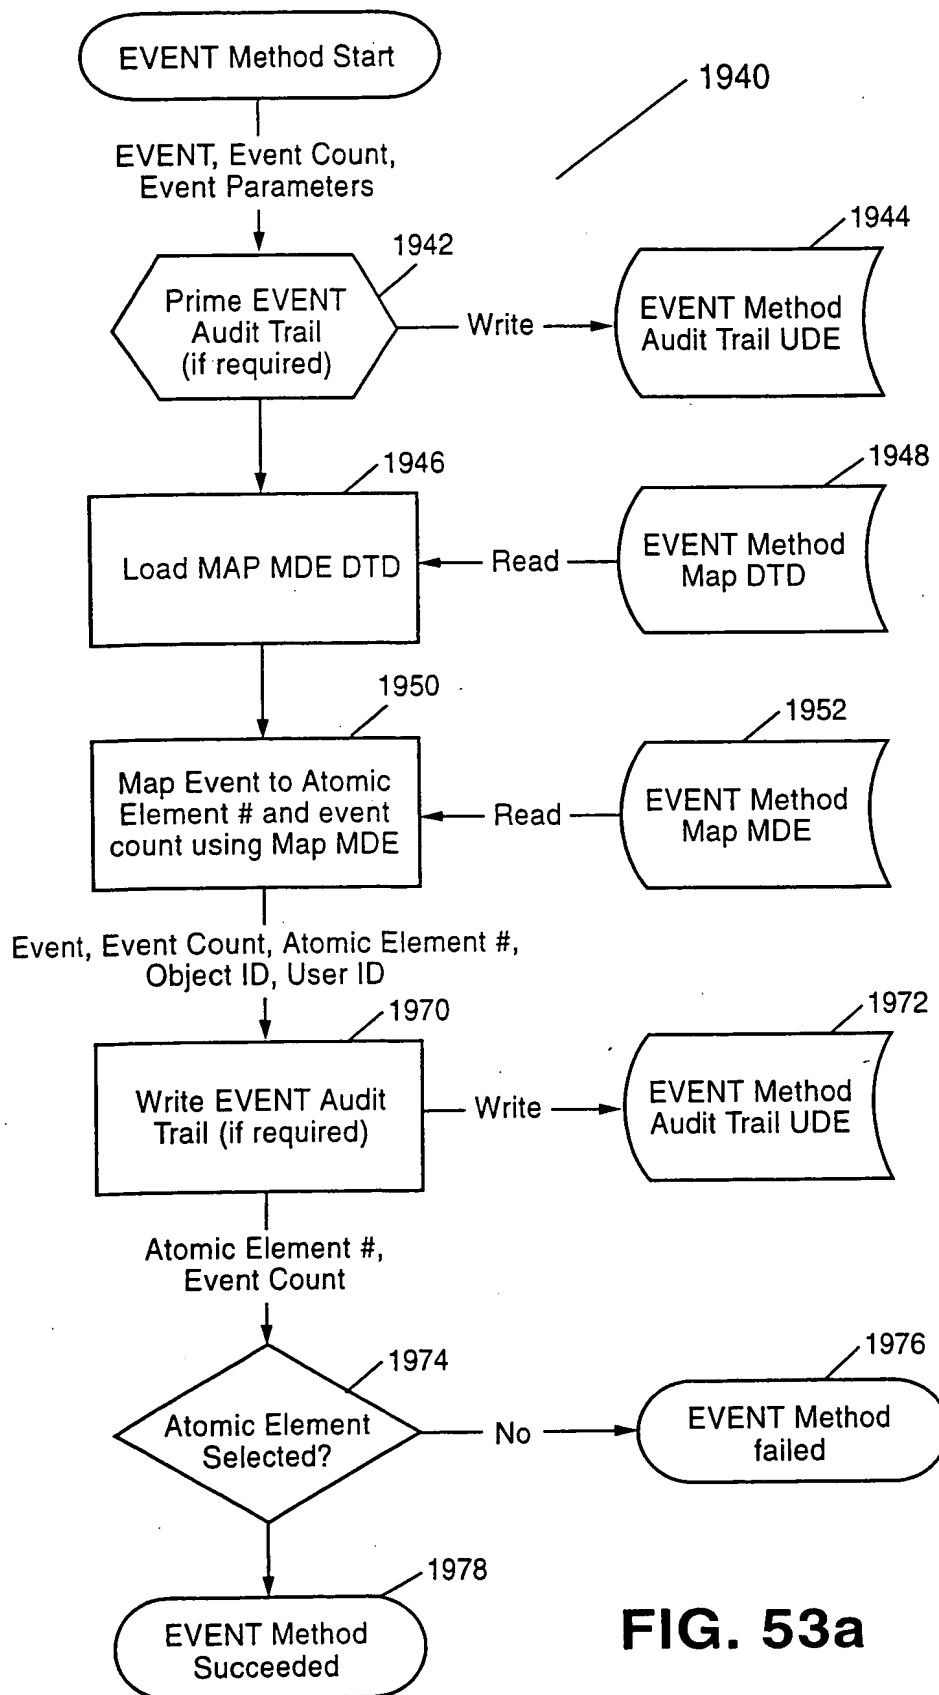 EVENT Method Start
1940
EVENT, Event Count,
Event Parameters
1942
1944
Prime EVENT
Audit Trail
(if required)
Write
EVENT Method
Audit Trail UDE
1946
1948
Load MAP MDE DTD
Read
EVENT Method
Map DTD
1950
1952
Map Event to Atomic
Element # and event
count using Map MDE
Read
EVENT Method
Map MDE
Event, Event Count, Atomic Element #,
Object ID, User ID
1970
1972
Write EVENT Audit
Trail (if required)
Write
EVENT Method
Audit Trail UDE
Atomic Element #,
Event Count
1974
1976
Atomic Element
Selected?
No
EVENT Method
failed
1978
EVENT Method
Succeeded
FIG. 53a